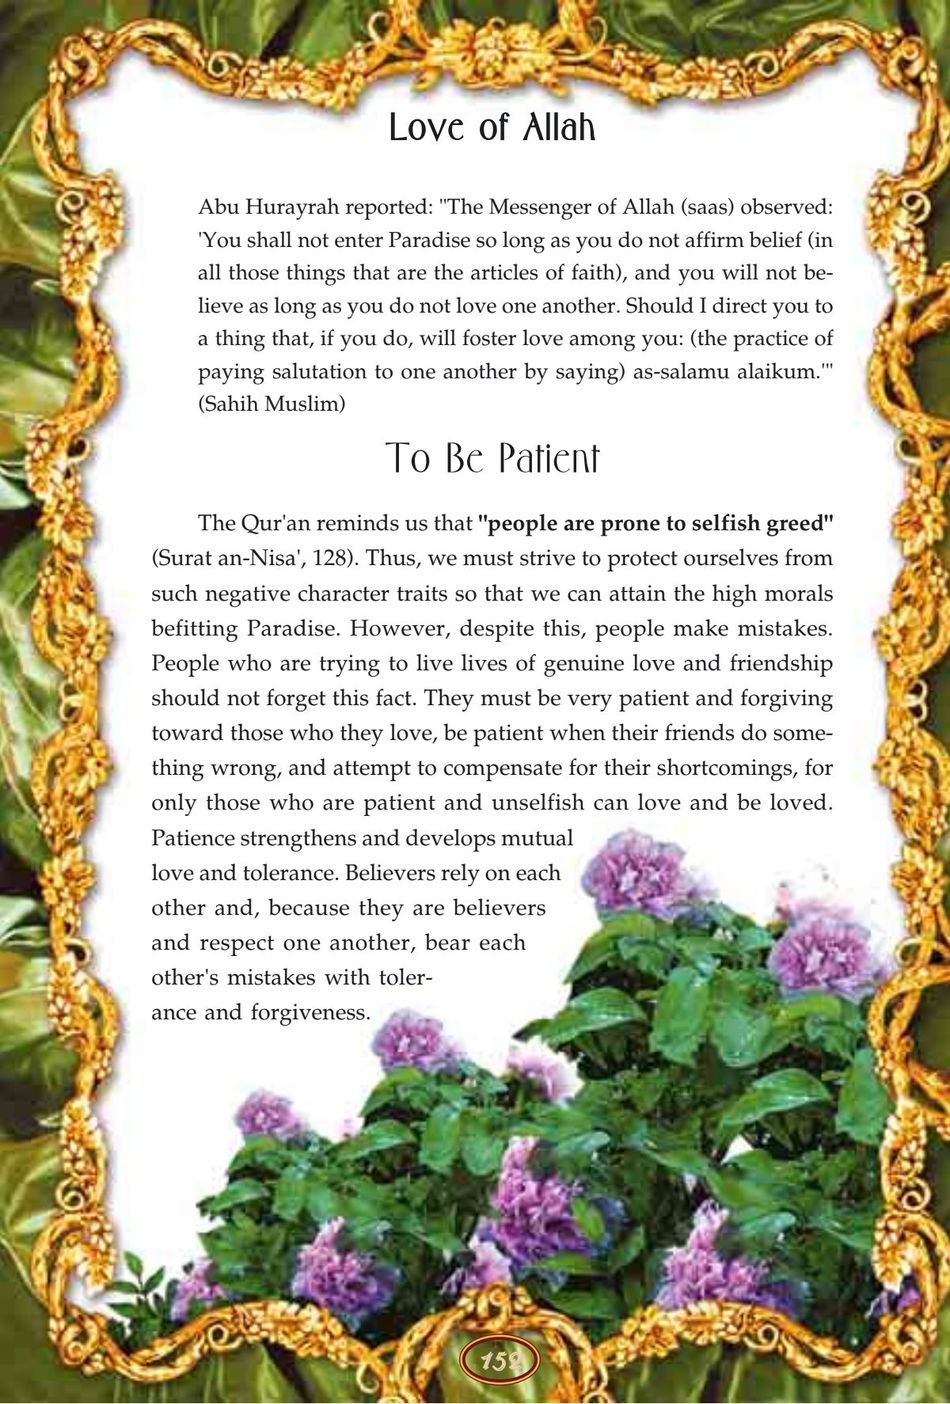 Love of Allah
Abu Hurayrah reported: "The Messenger of Allah (saas) observed:
'You shall not enter Paradise so long as you do not affirm belief (in
all those things that are the articles of faith), and you will not be-
lieve as long as you do not love one another. Should I direct you to
a thing that, if you do, will foster love among you: (the practice of
paying salutation to one another by saying) as-salamu alaikum.'"
(Sahih Muslim)
To Be Patient
The Qur'an reminds us that "people are prone to selfish greed"
(Surat an-Nisa', 128). Thus, we must strive to protect ourselves from
such negative character traits so that we can attain the high morals
befitting Paradise. However, despite this, people make mistakes.
People who are trying to live lives of genuine love and friendship
should not forget this fact. They must be very patient and forgiving
toward those who they love, be patient when their friends do some-
thing wrong, and attempt to compensate for their shortcomings, for
only those who are patient and unselfish can love and be loved.
Patience strengthens and develops mutual
love and tolerance. Believers rely on each
other and, because they are believers
and respect one another, bear each
other's mistakes with toler-
ance and forgiveness.
152